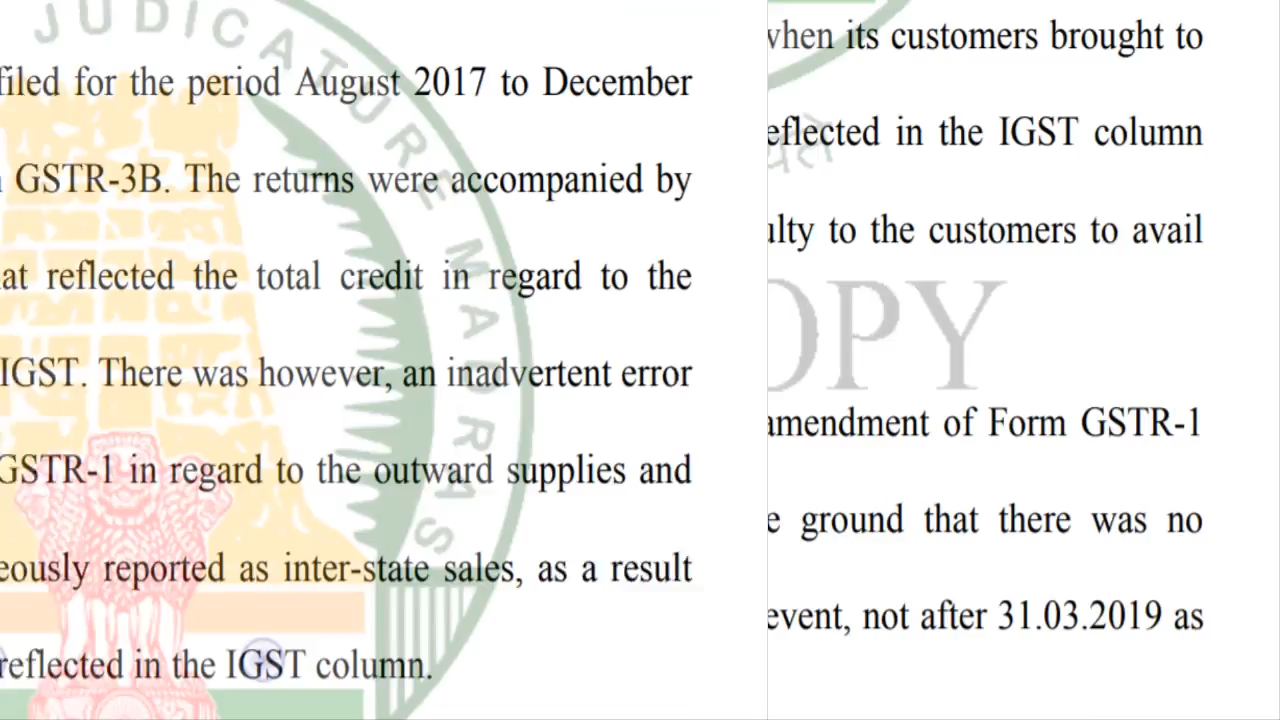 JUDICATURE MADRAS
filed for the period August 2017 to December
GSTR-3B. The returns were accompanied by
at reflected the total credit in regard to the
IGST. There was however, an inadvertent error
GSTR-1 in regard to the outward supplies and
eously reported as inter-state sales, as a result
reflected in the IGST column.
when its customers brought to
eflected in the IGST column
ulty to the customers to avail
OPY
amendment of Form GSTR-1
e ground that there was no
event, not after 31.03.2019 as